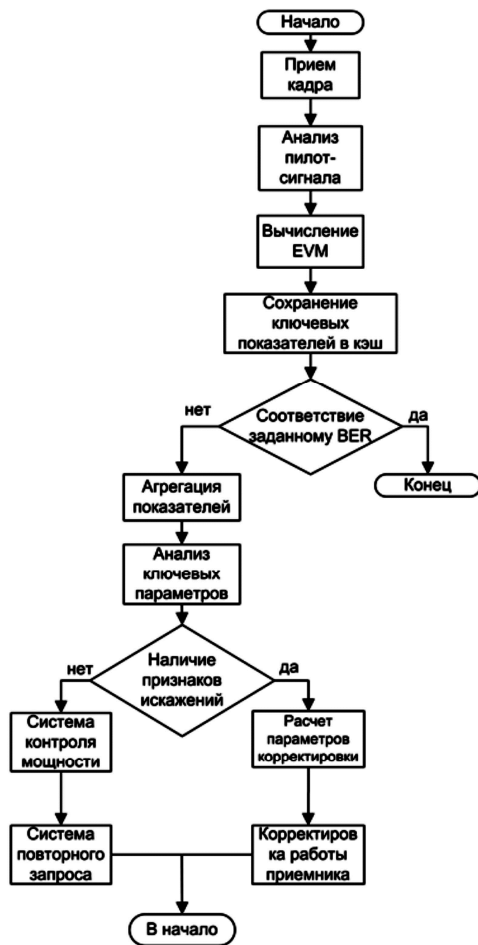 Начало
Прием
кадра
Анализ
пилот-
сигнала
Вычисление
EVM
Сохранение
ключевых
показателей в кэш
нет
Соответствие
заданному BER
да
Агрегация
показателей
Конец
Анализ
ключевых
параметров
нет
Наличие
признаков
искажений
да
Система
контроля
мощности
Расчет
параметров
корректировки
Система
повторного
запроса
Корректиров
ка работы
приемника
В начало